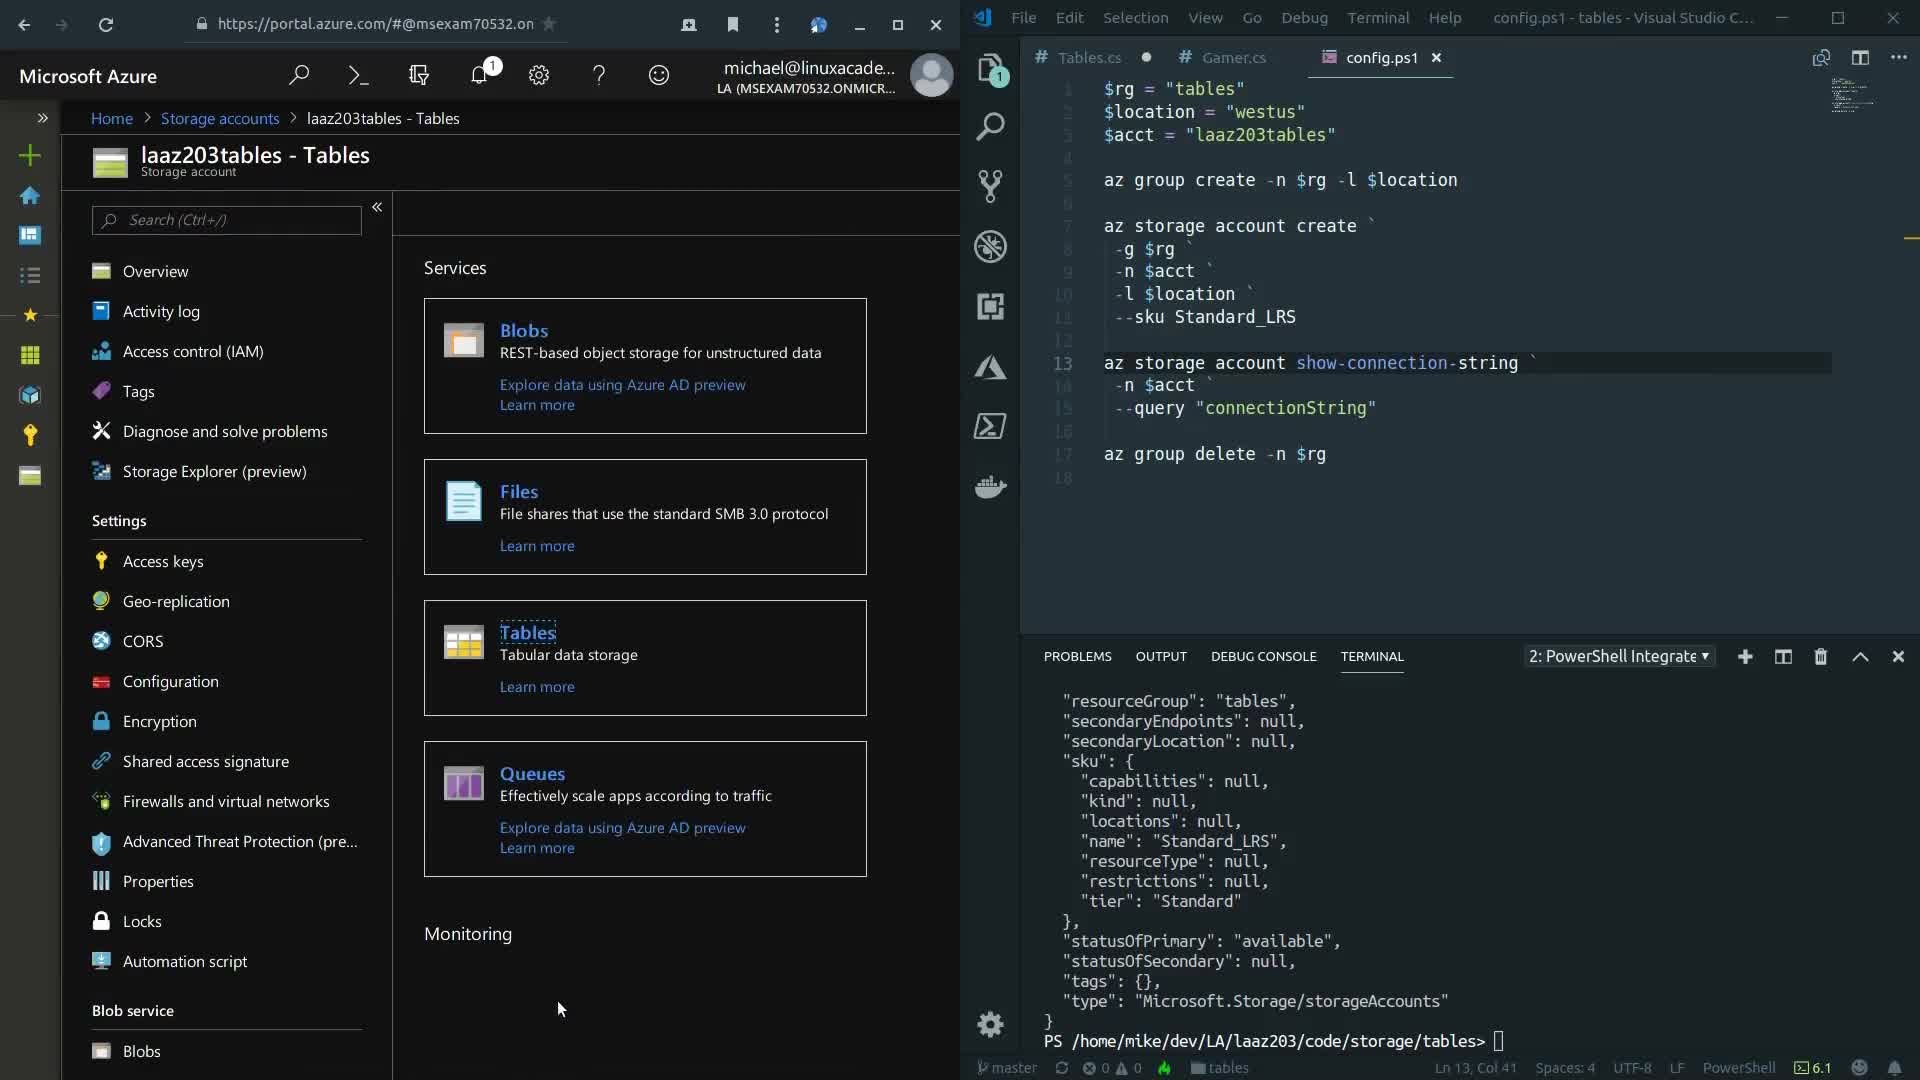 https://portal.azure.com/#@msexam70532.on
Microsoft Azure
1
michael@linuxacade...
LA (MSEXAM70532.ONMICR...
Home > Storage accounts > laaz203tables - Tables
laaz203tables - Tables
Storage account
Search (Ctrl+/)
Overview
Activity log
Access control (IAM)
Tags
Diagnose and solve problems
Storage Explorer (preview)
Settings
Access keys
Geo-replication
CORS
Configuration
Encryption
Shared access signature
Firewalls and virtual networks
Advanced Threat Protection (pre...
Properties
Locks
Automation script
Blob service
Blobs
Services
Blobs
REST-based object storage for unstructured data
Explore data using Azure AD preview
Learn more
Files
File shares that use the standard SMB 3.0 protocol
Learn more
Tables
Tabular data storage
Learn more
Queues
Effectively scale apps according to traffic
Explore data using Azure AD preview
Learn more
Monitoring
File Edit Selection View Go Debug Terminal Help config.ps1 - tables - Visual Studio C...
1
# Tables.cs # Gamer.cs config.ps1
1 $rg = "tables"
2 $location = "westus"
3 $acct = "laaz203tables"
4
5 az group create -n $rg -l $location
6
7 az storage account create `
8 -g $rg `
9 -n $acct `
10 -l $location `
11 --sku Standard_LRS
12
13 az storage account show-connection-string `
14 -n $acct `
15 --query "connectionString"
16
17 az group delete -n $rg
18
PROBLEMS OUTPUT DEBUG CONSOLE TERMINAL 2: PowerShell Integrate
"resourceGroup": "tables",
"secondaryEndpoints": null,
"secondaryLocation": null,
"sku": {
"capabilities": null,
"kind": null,
"locations": null,
"name": "Standard_LRS",
"resourceType": null,
"restrictions": null,
"tier": "Standard"
},
"statusOfPrimary": "available",
"statusOfSecondary": null,
"tags": {},
"type": "Microsoft.Storage/storageAccounts"
}
PS /home/mike/dev/LA/laaz203/code/storage/tables>
master 0 0 tables Ln 13, Col 41 Spaces: 4 UTF-8 LF PowerShell 6.1